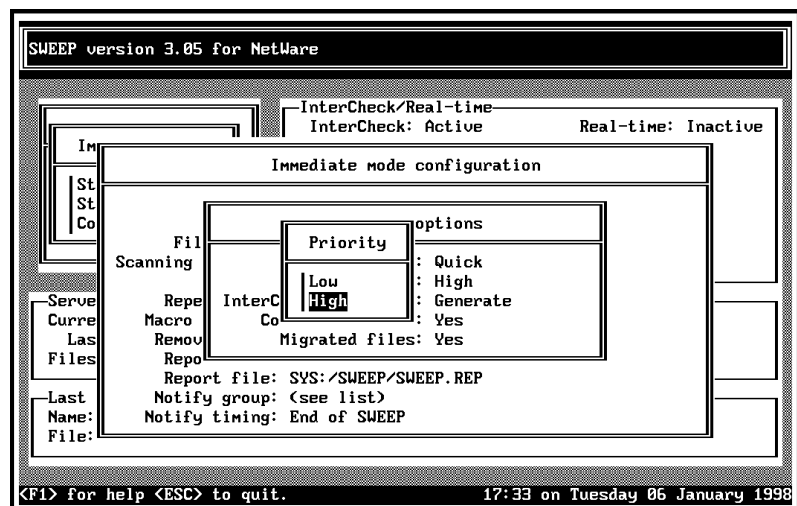 SWEEP version 3.05 for NetWare
InterCheck/Real-time
InterCheck: Active Real-time: Inactive
Im
Immediate mode configuration
St
St
Co
options
Priority
Fil
Scanning : Quick
Low : High
Repe InterC High : Generate
Macro Co : Yes
Remov Migrated files: Yes
Repo
Report file: SYS:/SWEEP/SWEEP.REP
Notify group: (see list)
Notify timing: End of SWEEP
Serve
Curre
Las
Files
Last
Name:
File:
<F1> for help <ESC> to quit. 17:33 on Tuesday 06 January 1998